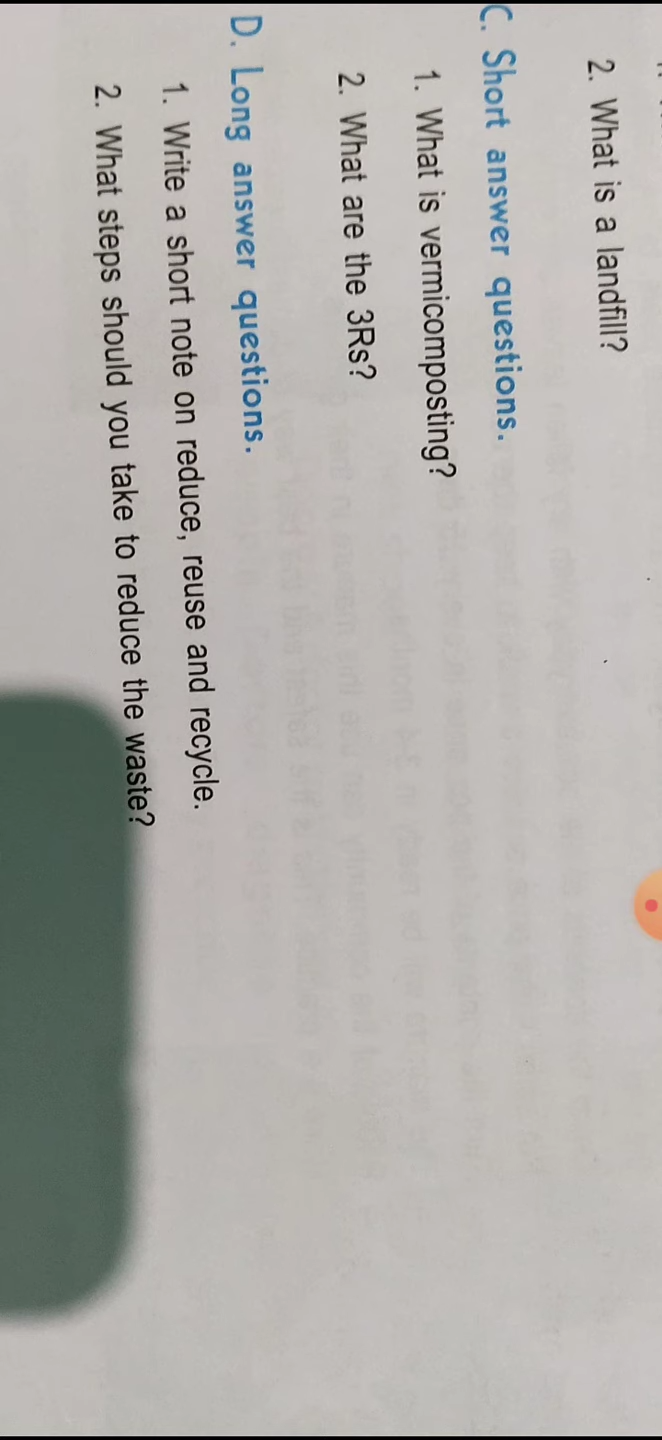 2. What is a landfill?
C. Short answer questions.
1. What is vermicomposting?
2. What are the 3Rs?
D. Long answer questions.
1. Write a short note on reduce, reuse and recycle.
2. What steps should you take to reduce the waste?